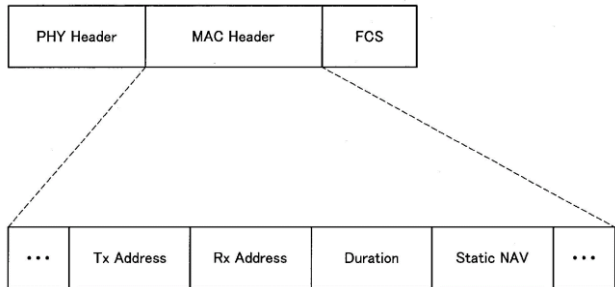 PHY Header MAC Header FCS
••• Tx Address Rx Address Duration Static NAV •••